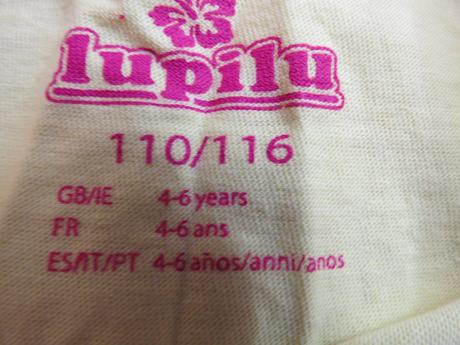 lupilu
110/116
GB/IE 4-6 years
FR 4-6 ans
ES/IT/PT 4-6 años/anni/anos